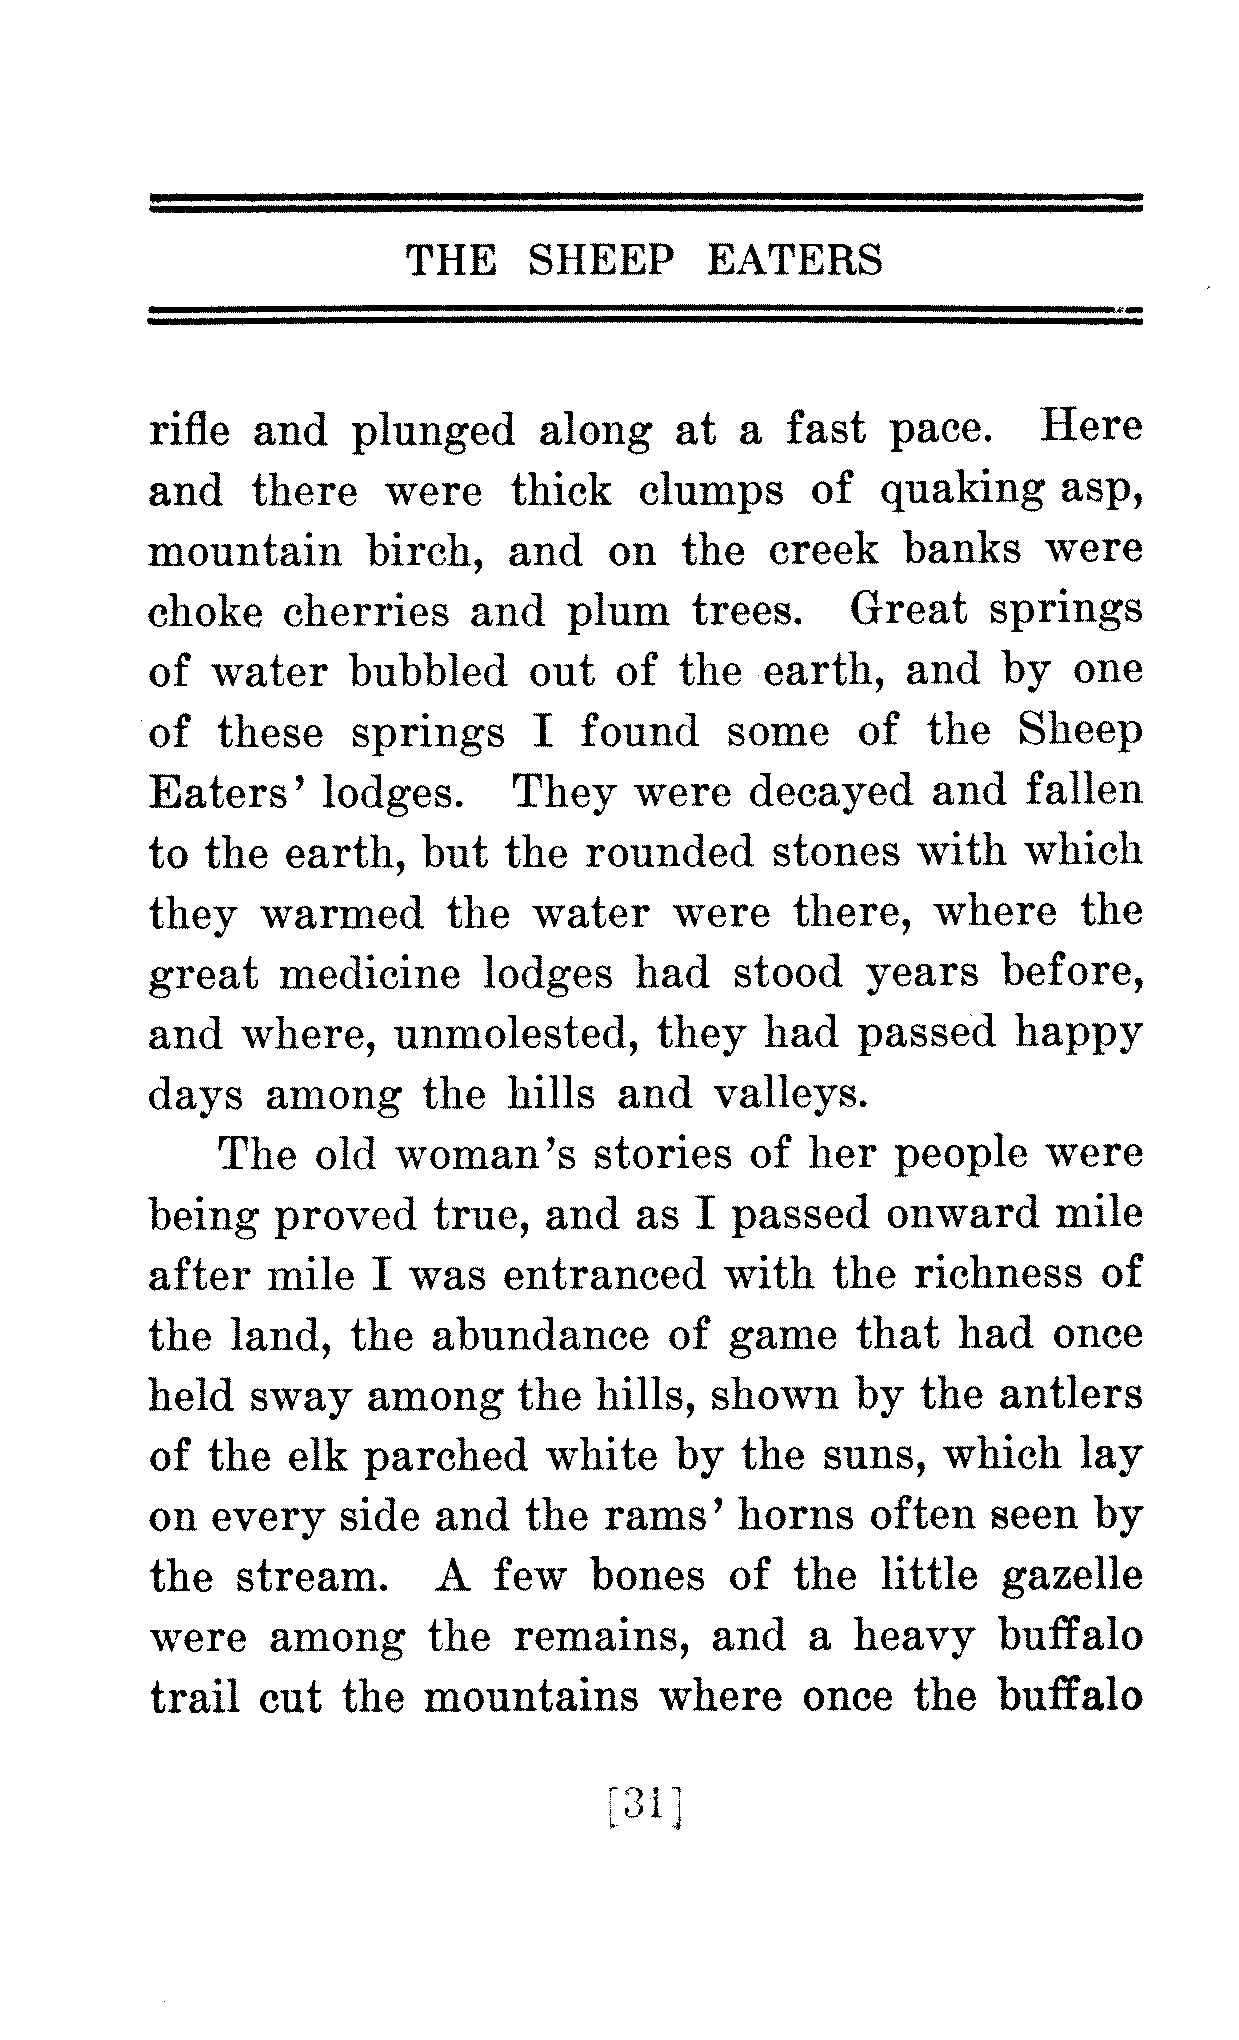 THE SHEEP EATERS
rifle and plunged along at a fast pace. Here
and there were thick clumps of quaking asp,
mountain birch, and on the creek banks were
choke cherries and plum trees. Great springs
of water bubbled out of the earth, and by one
of these springs I found some of the Sheep
Eaters' lodges. They were decayed and fallen
to the earth, but the rounded stones with which
they warmed the water were there, where the
great medicine lodges had stood years before,
and where, unmolested, they had passed happy
days among the hills and valleys.
The old woman's stories of her people were
being proved true, and as I passed onward mile
after mile I was entranced with the richness of
the land, the abundance of game that had once
held sway among the hills, shown by the antlers
of the elk parched white by the suns, which lay
on every side and the rams' horns often seen by
the stream. A few bones of the little gazelle
were among the remains, and a heavy buffalo
trail cut the mountains where once the buffalo
[31]